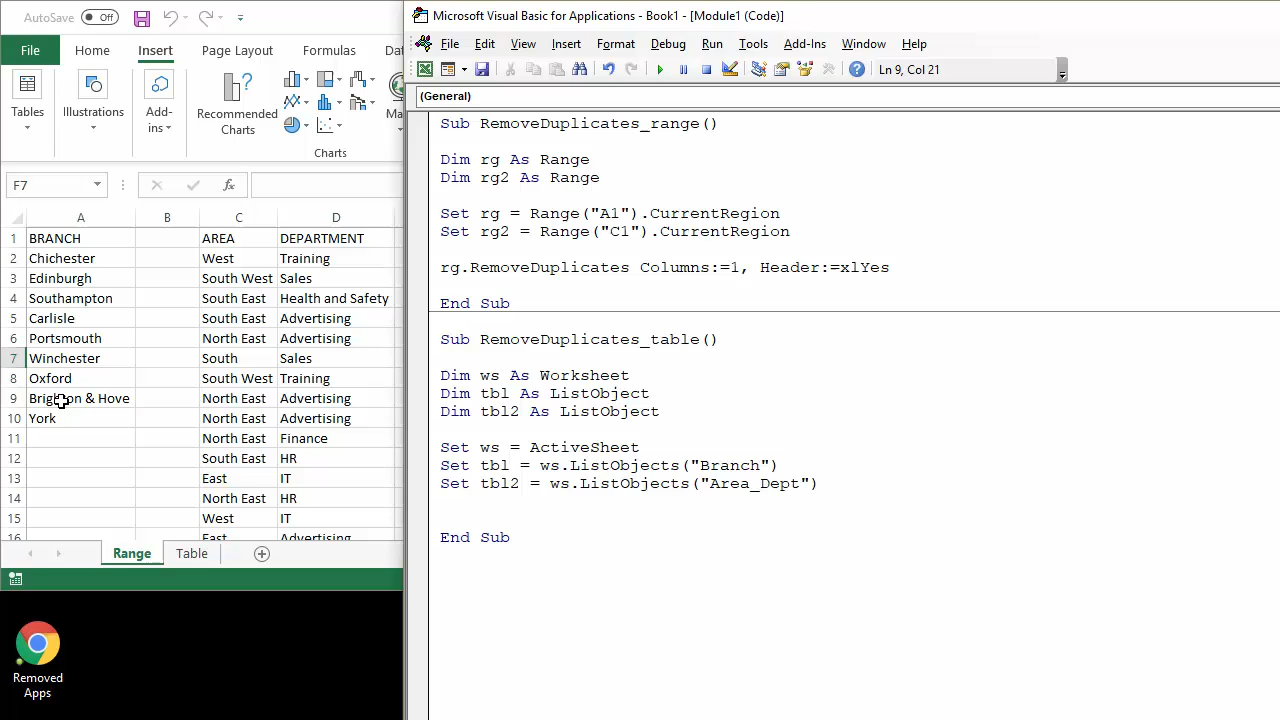 AutoSave Off
File Home Insert Page Layout Formulas
Tables
Illustrations
Add-
ins
Recommended
Charts
Charts
F7
fx
A B C D
1 BRANCH AREA DEPARTMENT
2 Chichester West Training
3 Edinburgh South West Sales
4 Southampton South East Health and Safety
5 Carlisle South East Advertising
6 Portsmouth North East Advertising
7 Winchester South Sales
8 Oxford South West Training
9 Brighton & Hove North East Advertising
10 York North East Advertising
11 North East Finance
12 South East HR
13 East IT
14 North East HR
15 West IT
16 East Advertising
Range Table
Removed
Apps
Microsoft Visual Basic for Applications - Book1 - [Module1 (Code)]
File Edit View Insert Format Debug Run Tools Add-Ins Window Help
Ln 9, Col 21
(General)
Sub RemoveDuplicates_range()
Dim rg As Range
Dim rg2 As Range
Set rg = Range("A1").CurrentRegion
Set rg2 = Range("C1").CurrentRegion
rg.RemoveDuplicates Columns:=1, Header:=xlYes
End Sub
Sub RemoveDuplicates_table()
Dim ws As Worksheet
Dim tbl As ListObject
Dim tbl2 As ListObject
Set ws = ActiveSheet
Set tbl = ws.ListObjects("Branch")
Set tbl2 = ws.ListObjects("Area_Dept")
End Sub